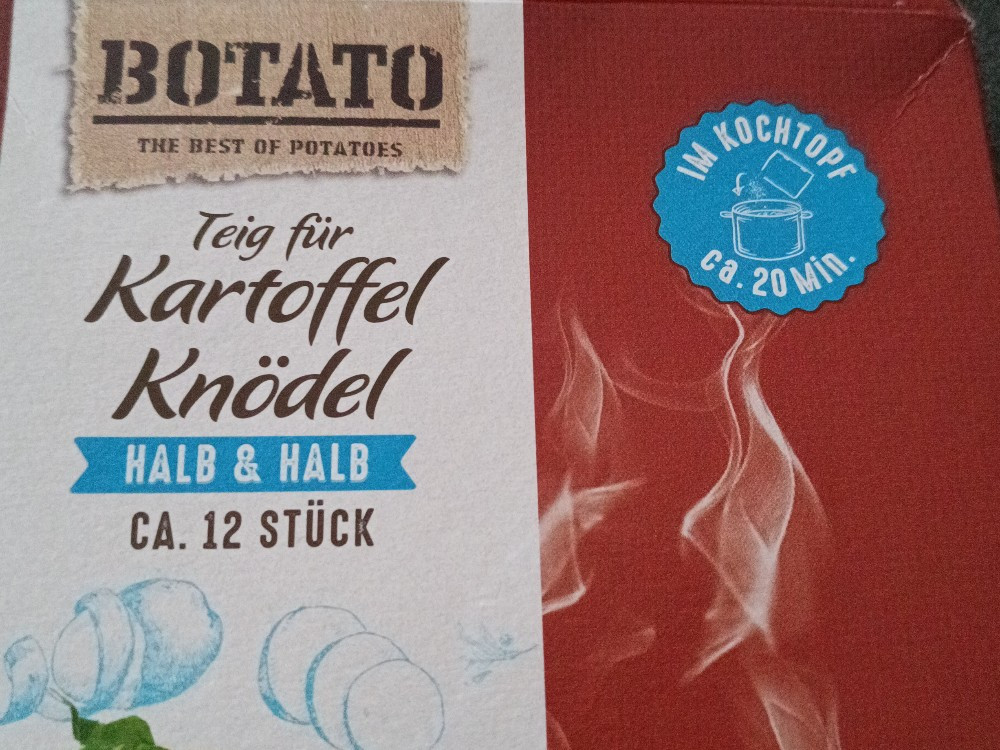 BOTATO
THE BEST OF POTATOES
Teig für
Kartoffel
Knödel
HALB & HALB
CA. 12 STÜCK
IM KOCHTOPF
ca. 20 Min.